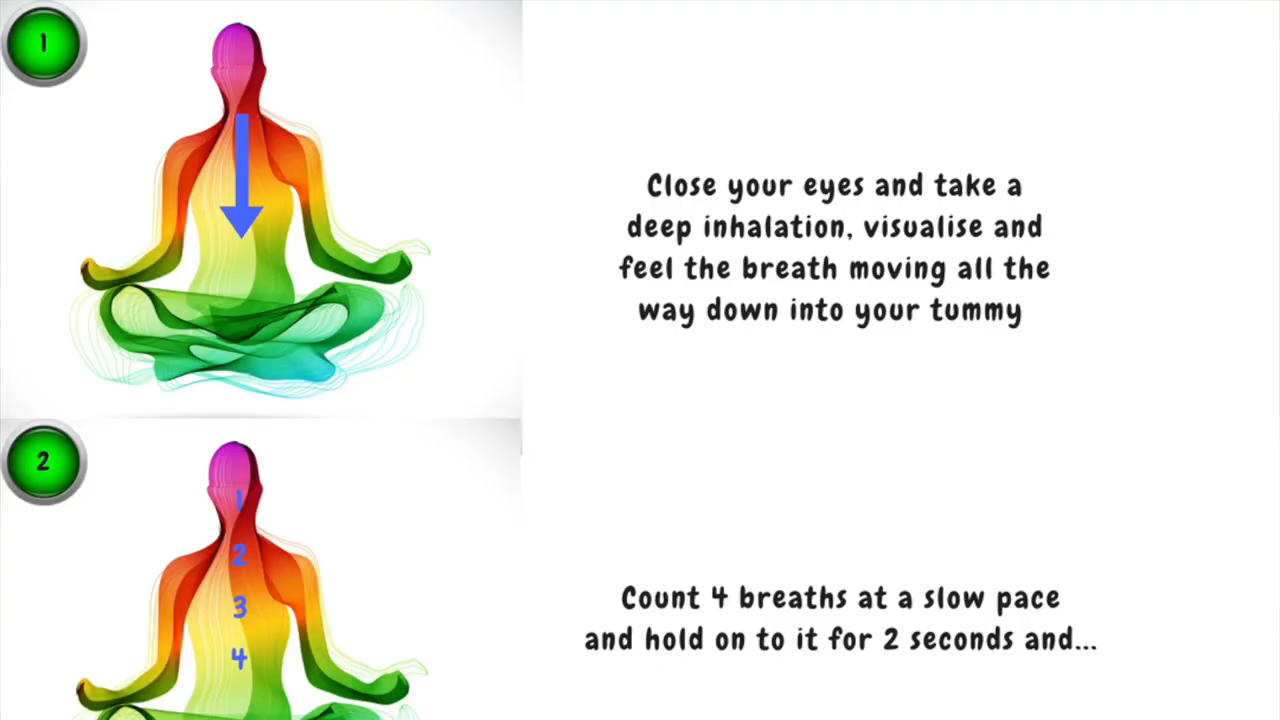 1
Close your eyes and take a
deep inhalation, visualise and
feel the breath moving all the
way down into your tummy
2
1
2
3
4
Count 4 breaths at a slow pace
and hold on to it for 2 seconds and...